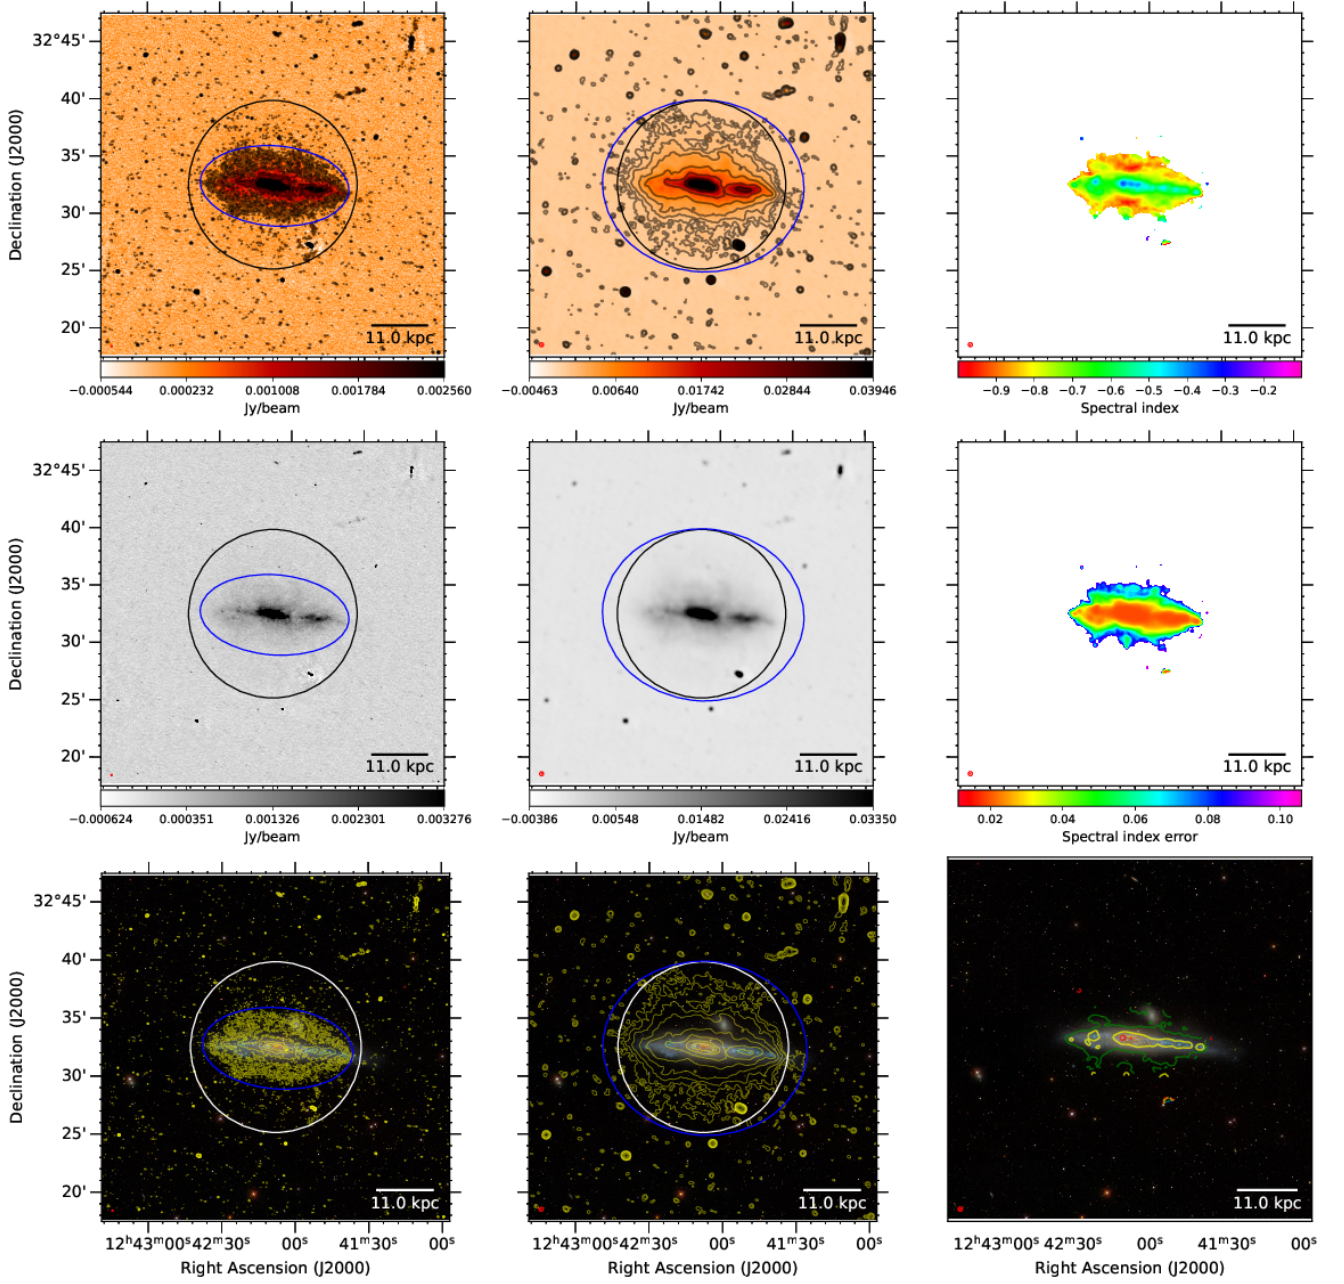 32°45'
40'
35'
30'
25'
20'
Declination (J2000)
11.0 kpc
11.0 kpc
11.0 kpc
−0.000544 0.000232 0.001008 0.001784 0.002560
Jy/beam
−0.00463 0.00640 0.01742 0.02844 0.03946
Jy/beam
−0.9 −0.8 −0.7 −0.6 −0.5 −0.4 −0.3 −0.2
Spectral index
32°45'
40'
35'
30'
25'
20'
Declination (J2000)
11.0 kpc
11.0 kpc
11.0 kpc
−0.000624 0.000351 0.001326 0.002301 0.003276
Jy/beam
−0.00386 0.00548 0.01482 0.02416 0.03350
Jy/beam
0.02 0.04 0.06 0.08 0.10
Spectral index error
32°45'
40'
35'
30'
25'
20'
Declination (J2000)
11.0 kpc
11.0 kpc
11.0 kpc
12h43m00s 42m30s 00s 41m30s 00s
Right Ascension (J2000)
12h43m00s 42m30s 00s 41m30s 00s
Right Ascension (J2000)
12h43m00s 42m30s 00s 41m30s 00s
Right Ascension (J2000)